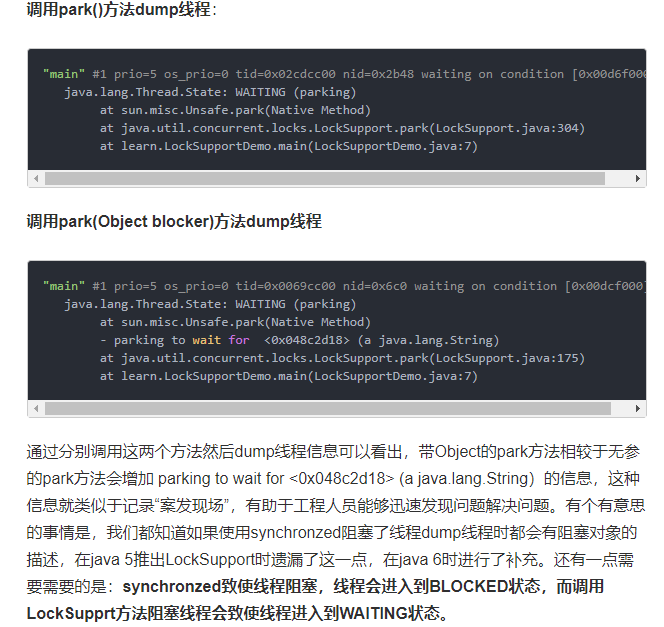 调用park()方法dump线程：
"main" #1 prio=5 os_prio=0 tid=0x02cdcc00 nid=0x2b48 waiting on condition [0x00d6f000
java.lang.Thread.State: WAITING (parking)
at sun.misc.Unsafe.park(Native Method)
at java.util.concurrent.locks.LockSupport.park(LockSupport.java:304)
at learn.LockSupportDemo.main(LockSupportDemo.java:7)
调用park(Object blocker)方法dump线程
"main" #1 prio=5 os_prio=0 tid=0x0069cc00 nid=0x6c0 waiting on condition [0x00dcf000]
java.lang.Thread.State: WAITING (parking)
at sun.misc.Unsafe.park(Native Method)
- parking to wait for  <0x048c2d18> (a java.lang.String)
at java.util.concurrent.locks.LockSupport.park(LockSupport.java:175)
at learn.LockSupportDemo.main(LockSupportDemo.java:7)
通过分别调用这两个方法然后dump线程信息可以看出，带Object的park方法相较于无参
的park方法会增加 parking to wait for <0x048c2d18> (a java.lang.String）的信息，这种
信息就类似于记录“案发现场”，有助于工程人员能够迅速发现问题解决问题。有个有意思
的事情是，我们都知道如果使用synchronzed阻塞了线程dump线程时都会有阻塞对象的
描述，在java 5推出LockSupport时遗漏了这一点，在java 6时进行了补充。还有一点需
要需要的是：synchronzed致使线程阻塞，线程会进入到BLOCKED状态，而调用
LockSupprt方法阻塞线程会致使线程进入到WAITING状态。